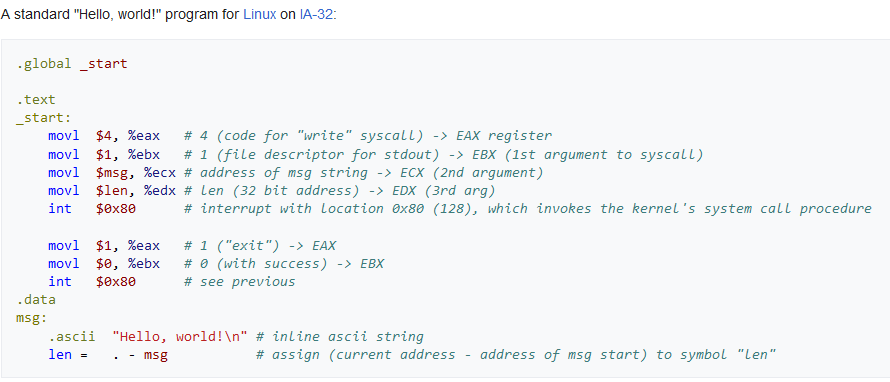 A standard "Hello, world!" program for Linux on IA-32:
.global _start
.text
_start:
    movl  $4, %eax   # 4 (code for "write" syscall) -> EAX register
    movl  $1, %ebx   # 1 (file descriptor for stdout) -> EBX (1st argument to syscall)
    movl  $msg, %ecx # address of msg string -> ECX (2nd argument)
    movl  $len, %edx # len (32 bit address) -> EDX (3rd arg)
    int   $0x80      # interrupt with location 0x80 (128), which invokes the kernel's system call procedure
    movl  $1, %eax   # 1 ("exit") -> EAX
    movl  $0, %ebx   # 0 (with success) -> EBX
    int   $0x80      # see previous
.data
msg:
    .ascii  "Hello, world!\n" # inline ascii string
    len =   . - msg           # assign (current address - address of msg start) to symbol "len"